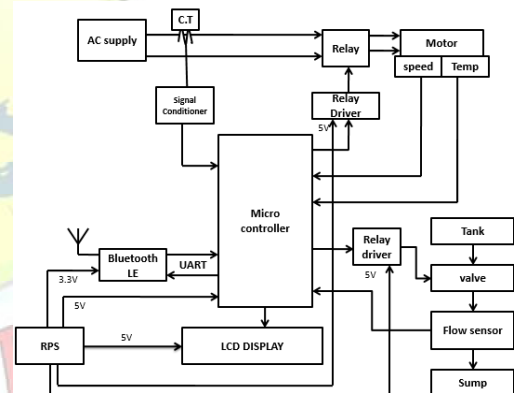 C.T
AC supply
Relay
Motor
speed
Temp
Signal
Conditioner
Relay
Driver
5V
Micro
controller
Bluetooth
LE
UART
Relay
driver
5V
Tank
valve
3.3V
5V
Flow sensor
RPS
5V
LCD DISPLAY
Sump